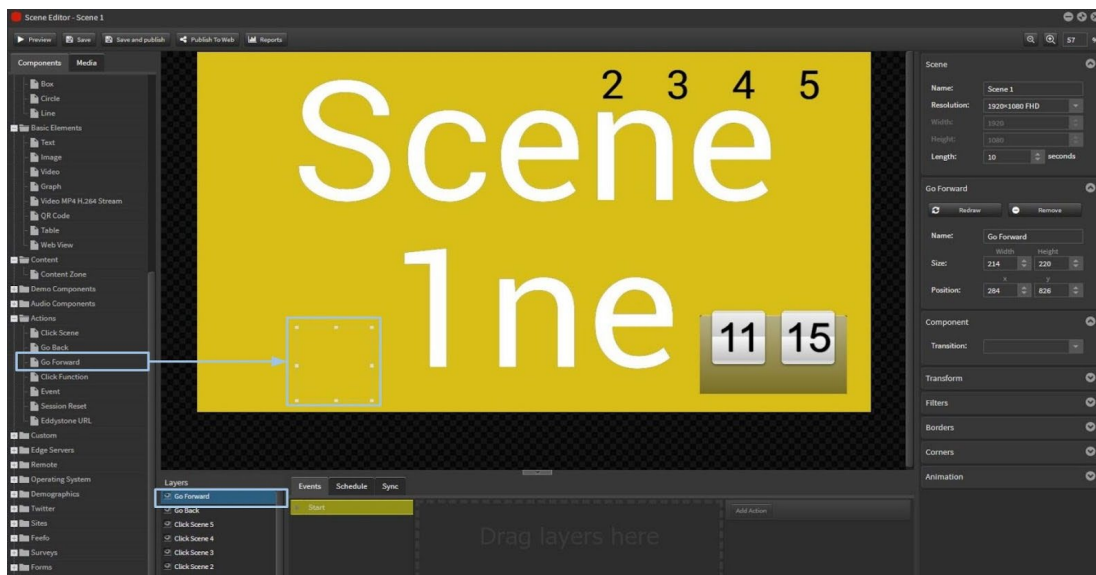 Scene Editor - Scene 1
Preview Save Save and publish Publish To Web Reports 57 %
Components Media
Box
Circle
Line
Basic Elements
Text
Image
Video
Graph
Video MP4 H.264 Stream
QR Code
Table
Web View
Content
Content Zone
Demo Components
Audio Components
Actions
Click Scene
Go Back
Go Forward
Click Function
Event
Session Reset
Eddystone URL
Custom
Edge Servers
Remote
Operating System
Demographics
Twitter
Sites
Feefo
Surveys
Forms
2 3 4 5
Scene
1ne
11 15
Layers
Go Forward
Go Back
Click Scene 5
Click Scene 4
Click Scene 3
Click Scene 2
Events Schedule Sync
Start
Drag layers here
Add Action
Scene
Name: Scene 1
Resolution: 1920×1080 FHD
Width: 1920
Height: 1080
Length: 10 seconds
Go Forward
Redraw Remove
Name: Go Forward
Width Height
Size: 214 220
x y
Position: 284 826
Component
Transition:
Transform
Filters
Borders
Corners
Animation